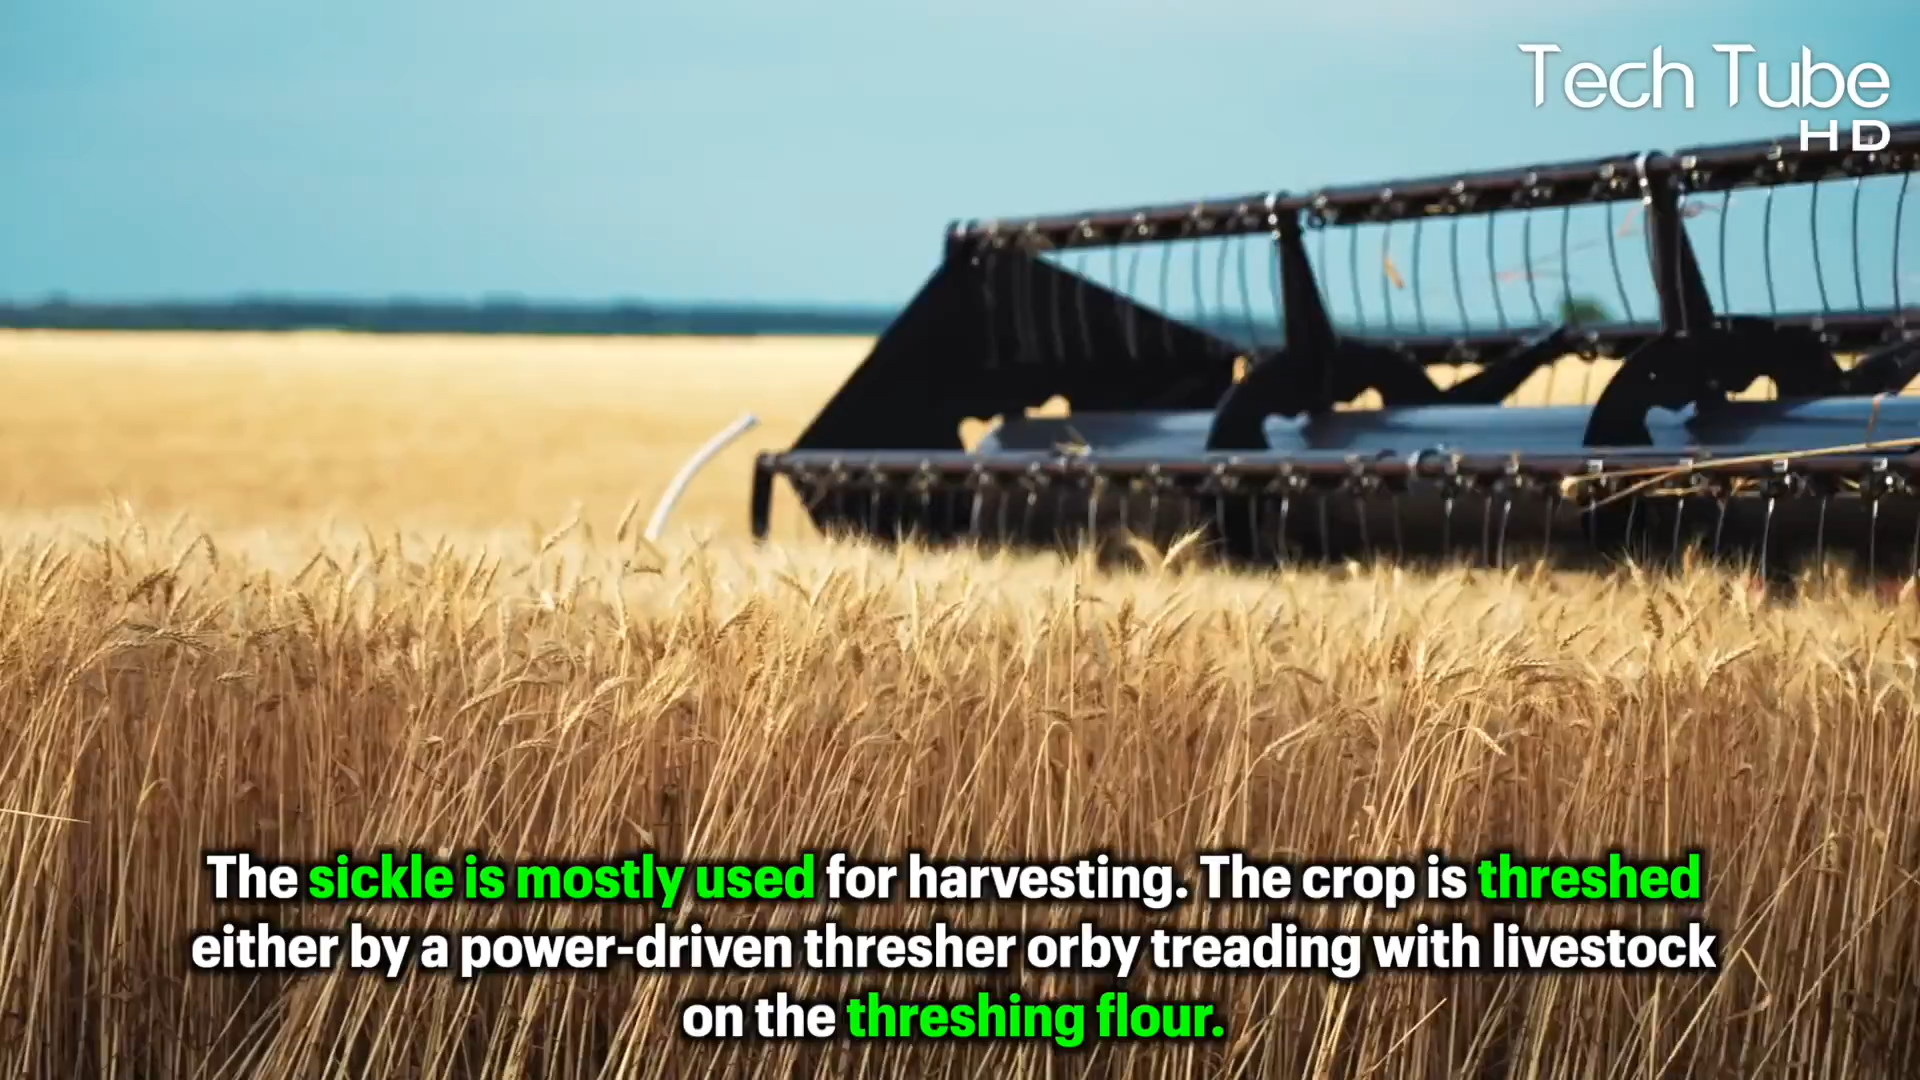 Tech Tube
HD
The sickle is mostly used for harvesting. The crop is threshed
either by a power-driven thresher orby treading with livestock
on the threshing flour.